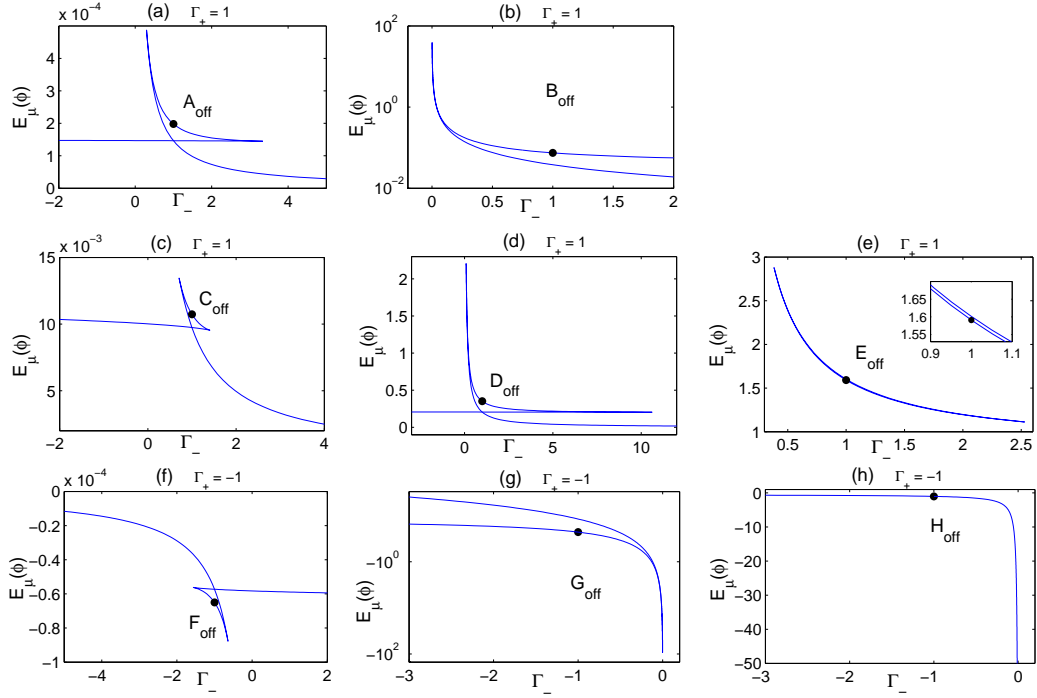 (a) Γ₊ = 1
x 10⁻⁴
E_μ(ϕ)
4
3
2
1
0
A_off
−2 0 2 4
Γ₋
(b) Γ₊ = 1
E_μ(ϕ)
10²
10⁰
10⁻²
B_off
0 0.5 1 1.5 2
Γ₋
(c) Γ₊ = 1
x 10⁻³
E_μ(ϕ)
15
10
5
C_off
−2 0 2 4
Γ₋
(d) Γ₊ = 1
E_μ(ϕ)
2
1.5
1
0.5
0
D_off
0 5 10
Γ₋
(e) Γ₊ = 1
E_μ(ϕ)
3
2.5
2
1.5
1
E_off
1.65
1.6
1.55
0.9 1 1.1
0.5 1 1.5 2 2.5
Γ₋
(f) Γ₊ = −1
x 10⁻⁴
E_μ(ϕ)
0
−0.2
−0.4
−0.6
−0.8
−1
F_off
−4 −2 0 2
Γ₋
(g) Γ₊ = −1
E_μ(ϕ)
−10⁰
−10²
G_off
−3 −2 −1 0
Γ₋
(h) Γ₊ = −1
E_μ(ϕ)
0
−10
−20
−30
−40
−50
H_off
−3 −2 −1 0
Γ₋